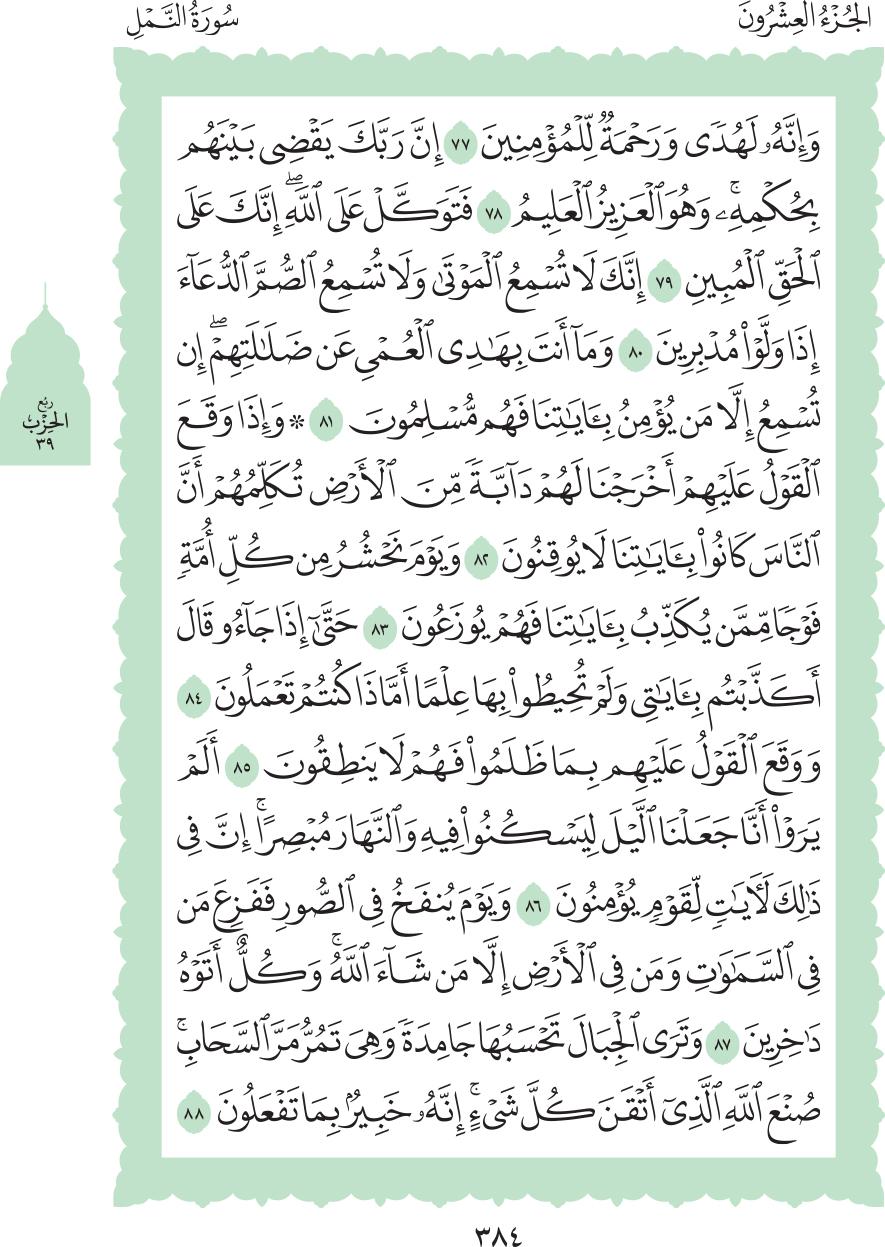 الجُزْءُ العِشْرُونَ
سُورَةُ النَّمْلِ
وَإِنَّهُۥ لَهُدًى وَرَحْمَةٌ لِّلْمُؤْمِنِينَ ٧٧ إِنَّ رَبَّكَ يَقْضِى بَيْنَهُم
بِحُكْمِهِۦۚ وَهُوَ ٱلْعَزِيزُ ٱلْعَلِيمُ ٧٨ فَتَوَكَّلْ عَلَى ٱللَّهِۖ إِنَّكَ عَلَى
ٱلْحَقِّ ٱلْمُبِينِ ٧٩ إِنَّكَ لَا تُسْمِعُ ٱلْمَوْتَىٰ وَلَا تُسْمِعُ ٱلصُّمَّ ٱلدُّعَآءَ
إِذَا وَلَّوْا۟ مُدْبِرِينَ ٨٠ وَمَآ أَنتَ بِهَٰدِى ٱلْعُمْىِ عَن ضَلَٰلَتِهِمْۖ إِن
تُسْمِعُ إِلَّا مَن يُؤْمِنُ بِـَٔايَٰتِنَا فَهُم مُّسْلِمُونَ ٨١ * وَإِذَا وَقَعَ
ٱلْقَوْلُ عَلَيْهِمْ أَخْرَجْنَا لَهُمْ دَآبَّةً مِّنَ ٱلْأَرْضِ تُكَلِّمُهُمْ أَنَّ
ٱلنَّاسَ كَانُوا۟ بِـَٔايَٰتِنَا لَا يُوقِنُونَ ٨٢ وَيَوْمَ نَحْشُرُ مِن كُلِّ أُمَّةٍ
فَوْجًا مِّمَّن يُكَذِّبُ بِـَٔايَٰتِنَا فَهُمْ يُوزَعُونَ ٨٣ حَتَّىٰٓ إِذَا جَآءُو قَالَ
أَكَذَّبْتُم بِـَٔايَٰتِى وَلَمْ تُحِيطُوا۟ بِهَا عِلْمًا أَمَّاذَا كُنتُمْ تَعْمَلُونَ ٨٤
وَوَقَعَ ٱلْقَوْلُ عَلَيْهِم بِمَا ظَلَمُوا۟ فَهُمْ لَا يَنطِقُونَ ٨٥ أَلَمْ
يَرَوْا۟ أَنَّا جَعَلْنَا ٱلَّيْلَ لِيَسْكُنُوا۟ فِيهِ وَٱلنَّهَارَ مُبْصِرًاۚ إِنَّ فِى
ذَٰلِكَ لَـَٔايَٰتٍ لِّقَوْمٍ يُؤْمِنُونَ ٨٦ وَيَوْمَ يُنفَخُ فِى ٱلصُّورِ فَفَزِعَ مَن
فِى ٱلسَّمَٰوَٰتِ وَمَن فِى ٱلْأَرْضِ إِلَّا مَن شَآءَ ٱللَّهُۚ وَكُلٌّ أَتَوْهُ
دَٰخِرِينَ ٨٧ وَتَرَى ٱلْجِبَالَ تَحْسَبُهَا جَامِدَةً وَهِىَ تَمُرُّ مَرَّ ٱلسَّحَابِۚ
صُنْعَ ٱللَّهِ ٱلَّذِىٓ أَتْقَنَ كُلَّ شَىْءٍۚ إِنَّهُۥ خَبِيرٌۢ بِمَا تَفْعَلُونَ ٨٨
ربع
الحِزْب
٣٩
٣٨٤